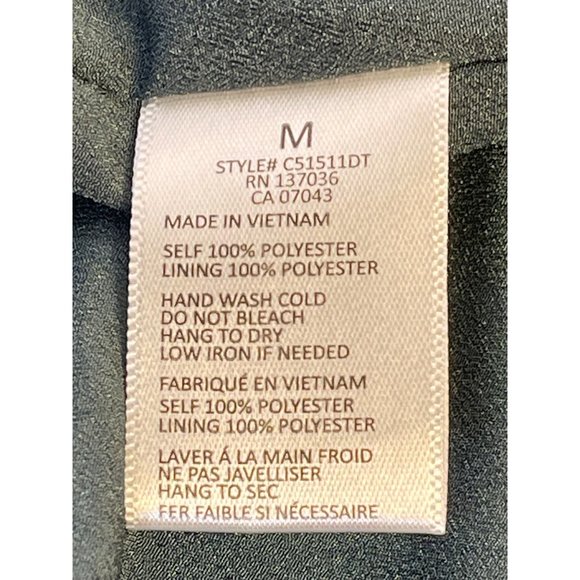 M
STYLE# C51511DT
RN 137036
CA 07043
MADE IN VIETNAM
SELF 100% POLYESTER
LINING 100% POLYESTER
HAND WASH COLD
DO NOT BLEACH
HANG TO DRY
LOW IRON IF NEEDED
FABRIQUÉ EN VIETNAM
SELF 100% POLYESTER
LINING 100% POLYESTER
LAVER Á LA MAIN FROID
NE PAS JAVELLISER
HANG TO SEC
FER FAIBLE SI NÉCESSAIRE